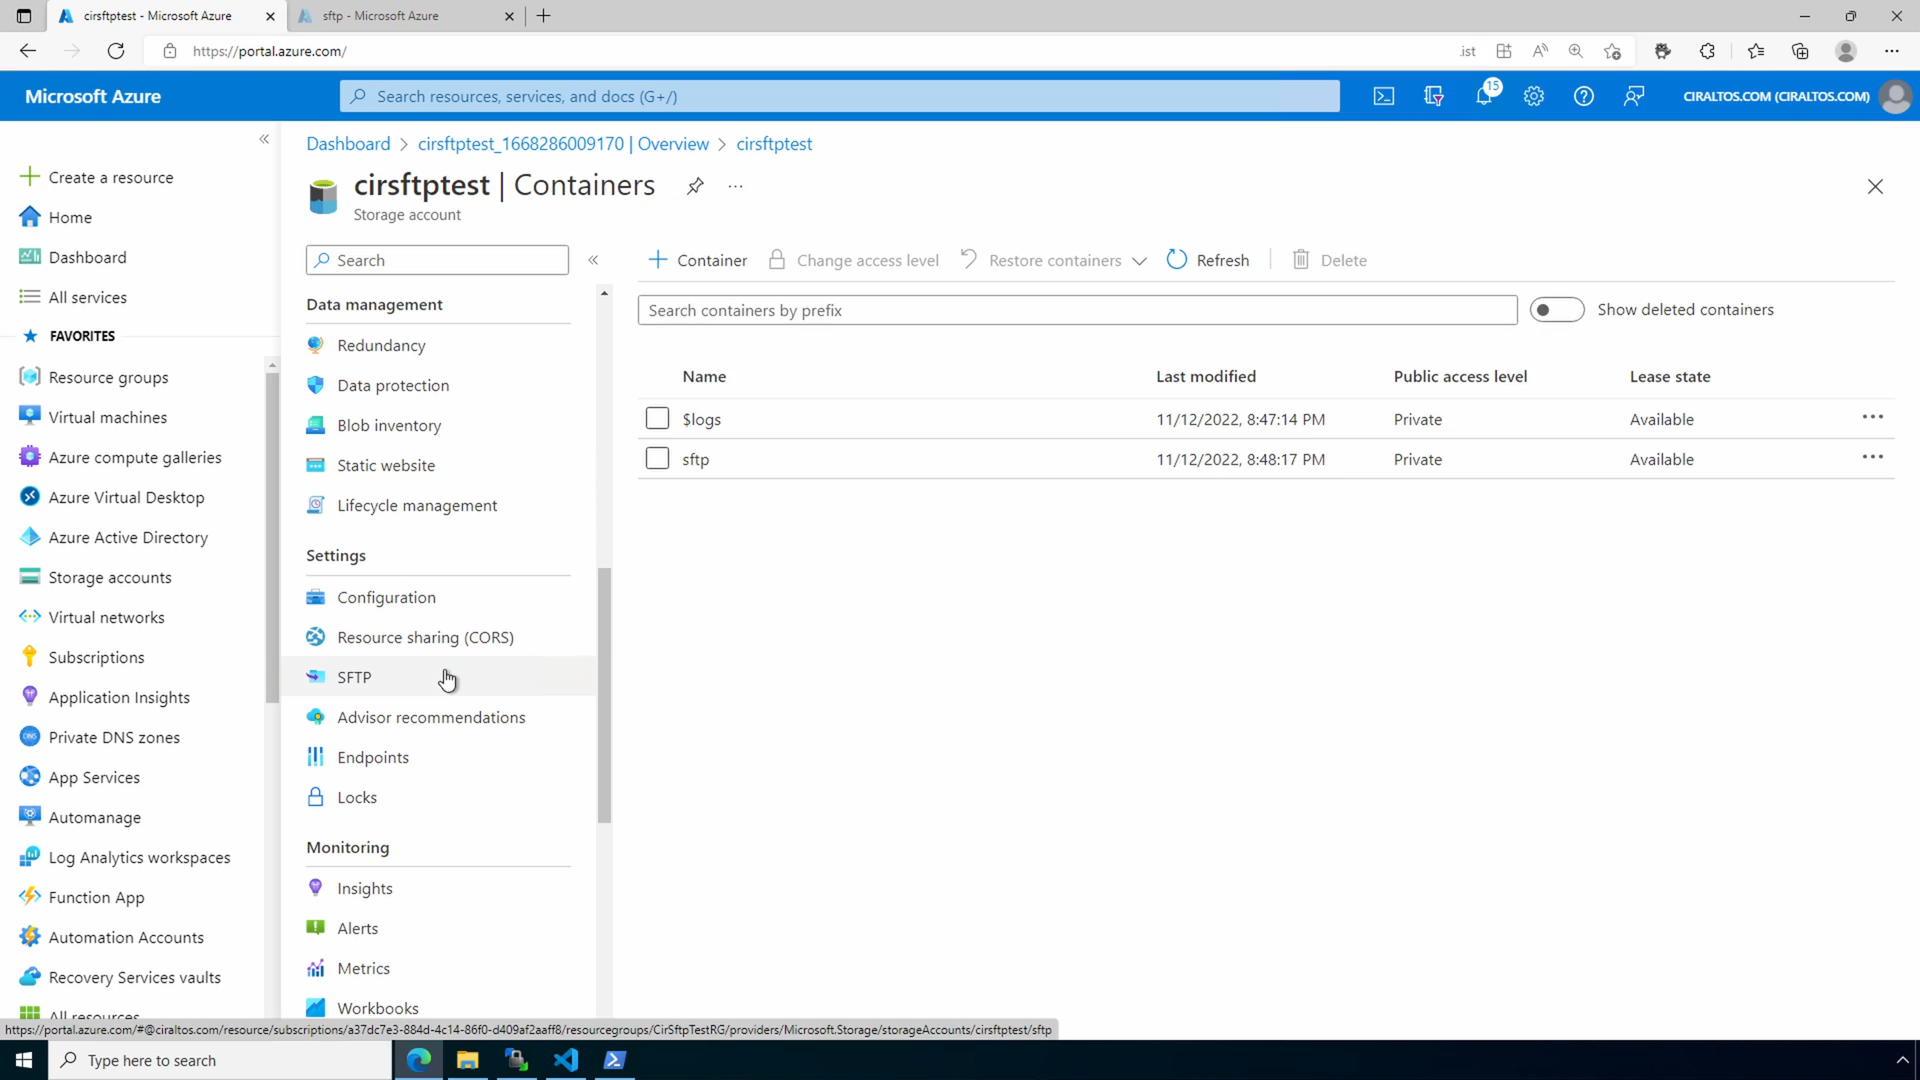 cirsftptest - Microsoft Azure
sftp - Microsoft Azure
https://portal.azure.com/
.ist
Microsoft Azure
Search resources, services, and docs (G+/)
15
CIRALTOS.COM (CIRALTOS.COM)
Create a resource
Home
Dashboard
All services
FAVORITES
Resource groups
Virtual machines
Azure compute galleries
Azure Virtual Desktop
Azure Active Directory
Storage accounts
Virtual networks
Subscriptions
Application Insights
Private DNS zones
App Services
Automanage
Log Analytics workspaces
Function App
Automation Accounts
Recovery Services vaults
All resources
Dashboard > cirsftptest_1668286009170 | Overview > cirsftptest
cirsftptest | Containers
Storage account
Search
Data management
Redundancy
Data protection
Blob inventory
Static website
Lifecycle management
Settings
Configuration
Resource sharing (CORS)
SFTP
Advisor recommendations
Endpoints
Locks
Monitoring
Insights
Alerts
Metrics
Workbooks
Container
Change access level
Restore containers
Refresh
Delete
Search containers by prefix
Show deleted containers
Name Last modified Public access level Lease state
$logs 11/12/2022, 8:47:14 PM Private Available
sftp 11/12/2022, 8:48:17 PM Private Available
https://portal.azure.com/#@ciraltos.com/resource/subscriptions/a37dc7e3-884d-4c14-86f0-d409af2aaff8/resourcegroups/CirSftpTestRG/providers/Microsoft.Storage/storageAccounts/cirsftptest/sftp
Type here to search